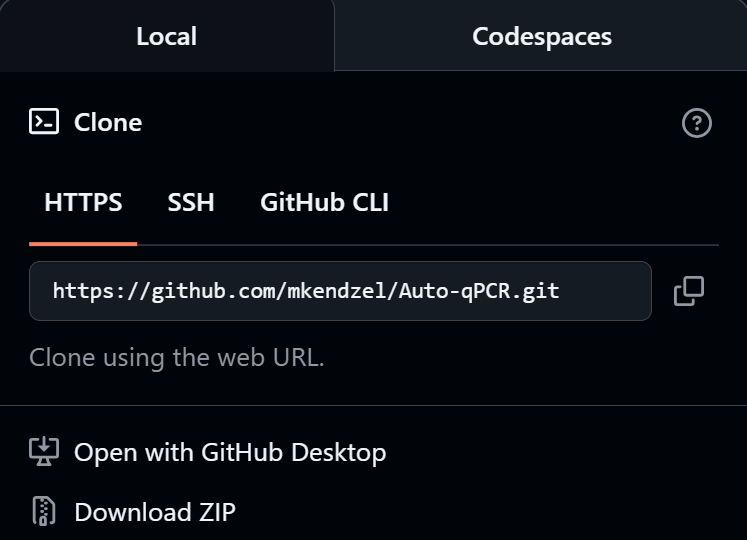 Local Codespaces
Clone
HTTPS SSH GitHub CLI
https://github.com/mkendzel/Auto-qPCR.git
Clone using the web URL.
Open with GitHub Desktop
Download ZIP